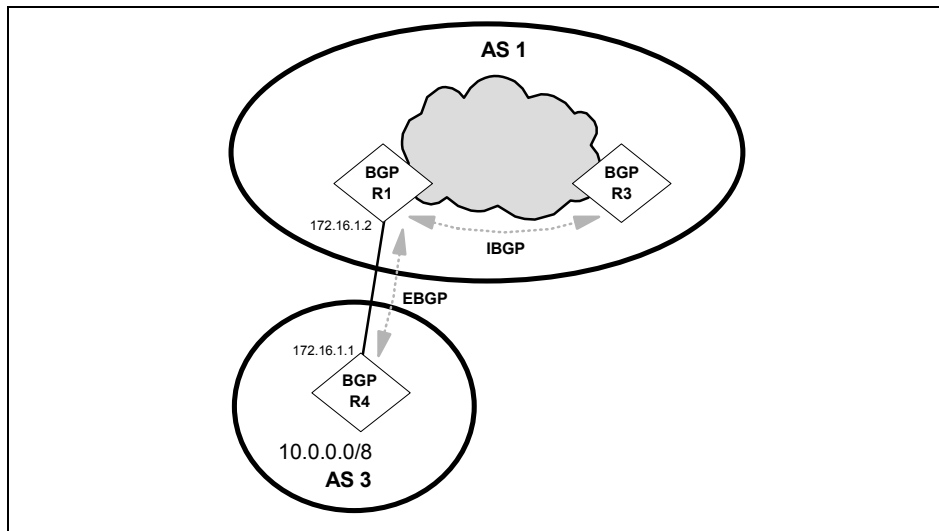 AS 1
BGP
R1
BGP
R3
172.16.1.2
IBGP
EBGP
172.16.1.1
BGP
R4
10.0.0.0/8
AS 3